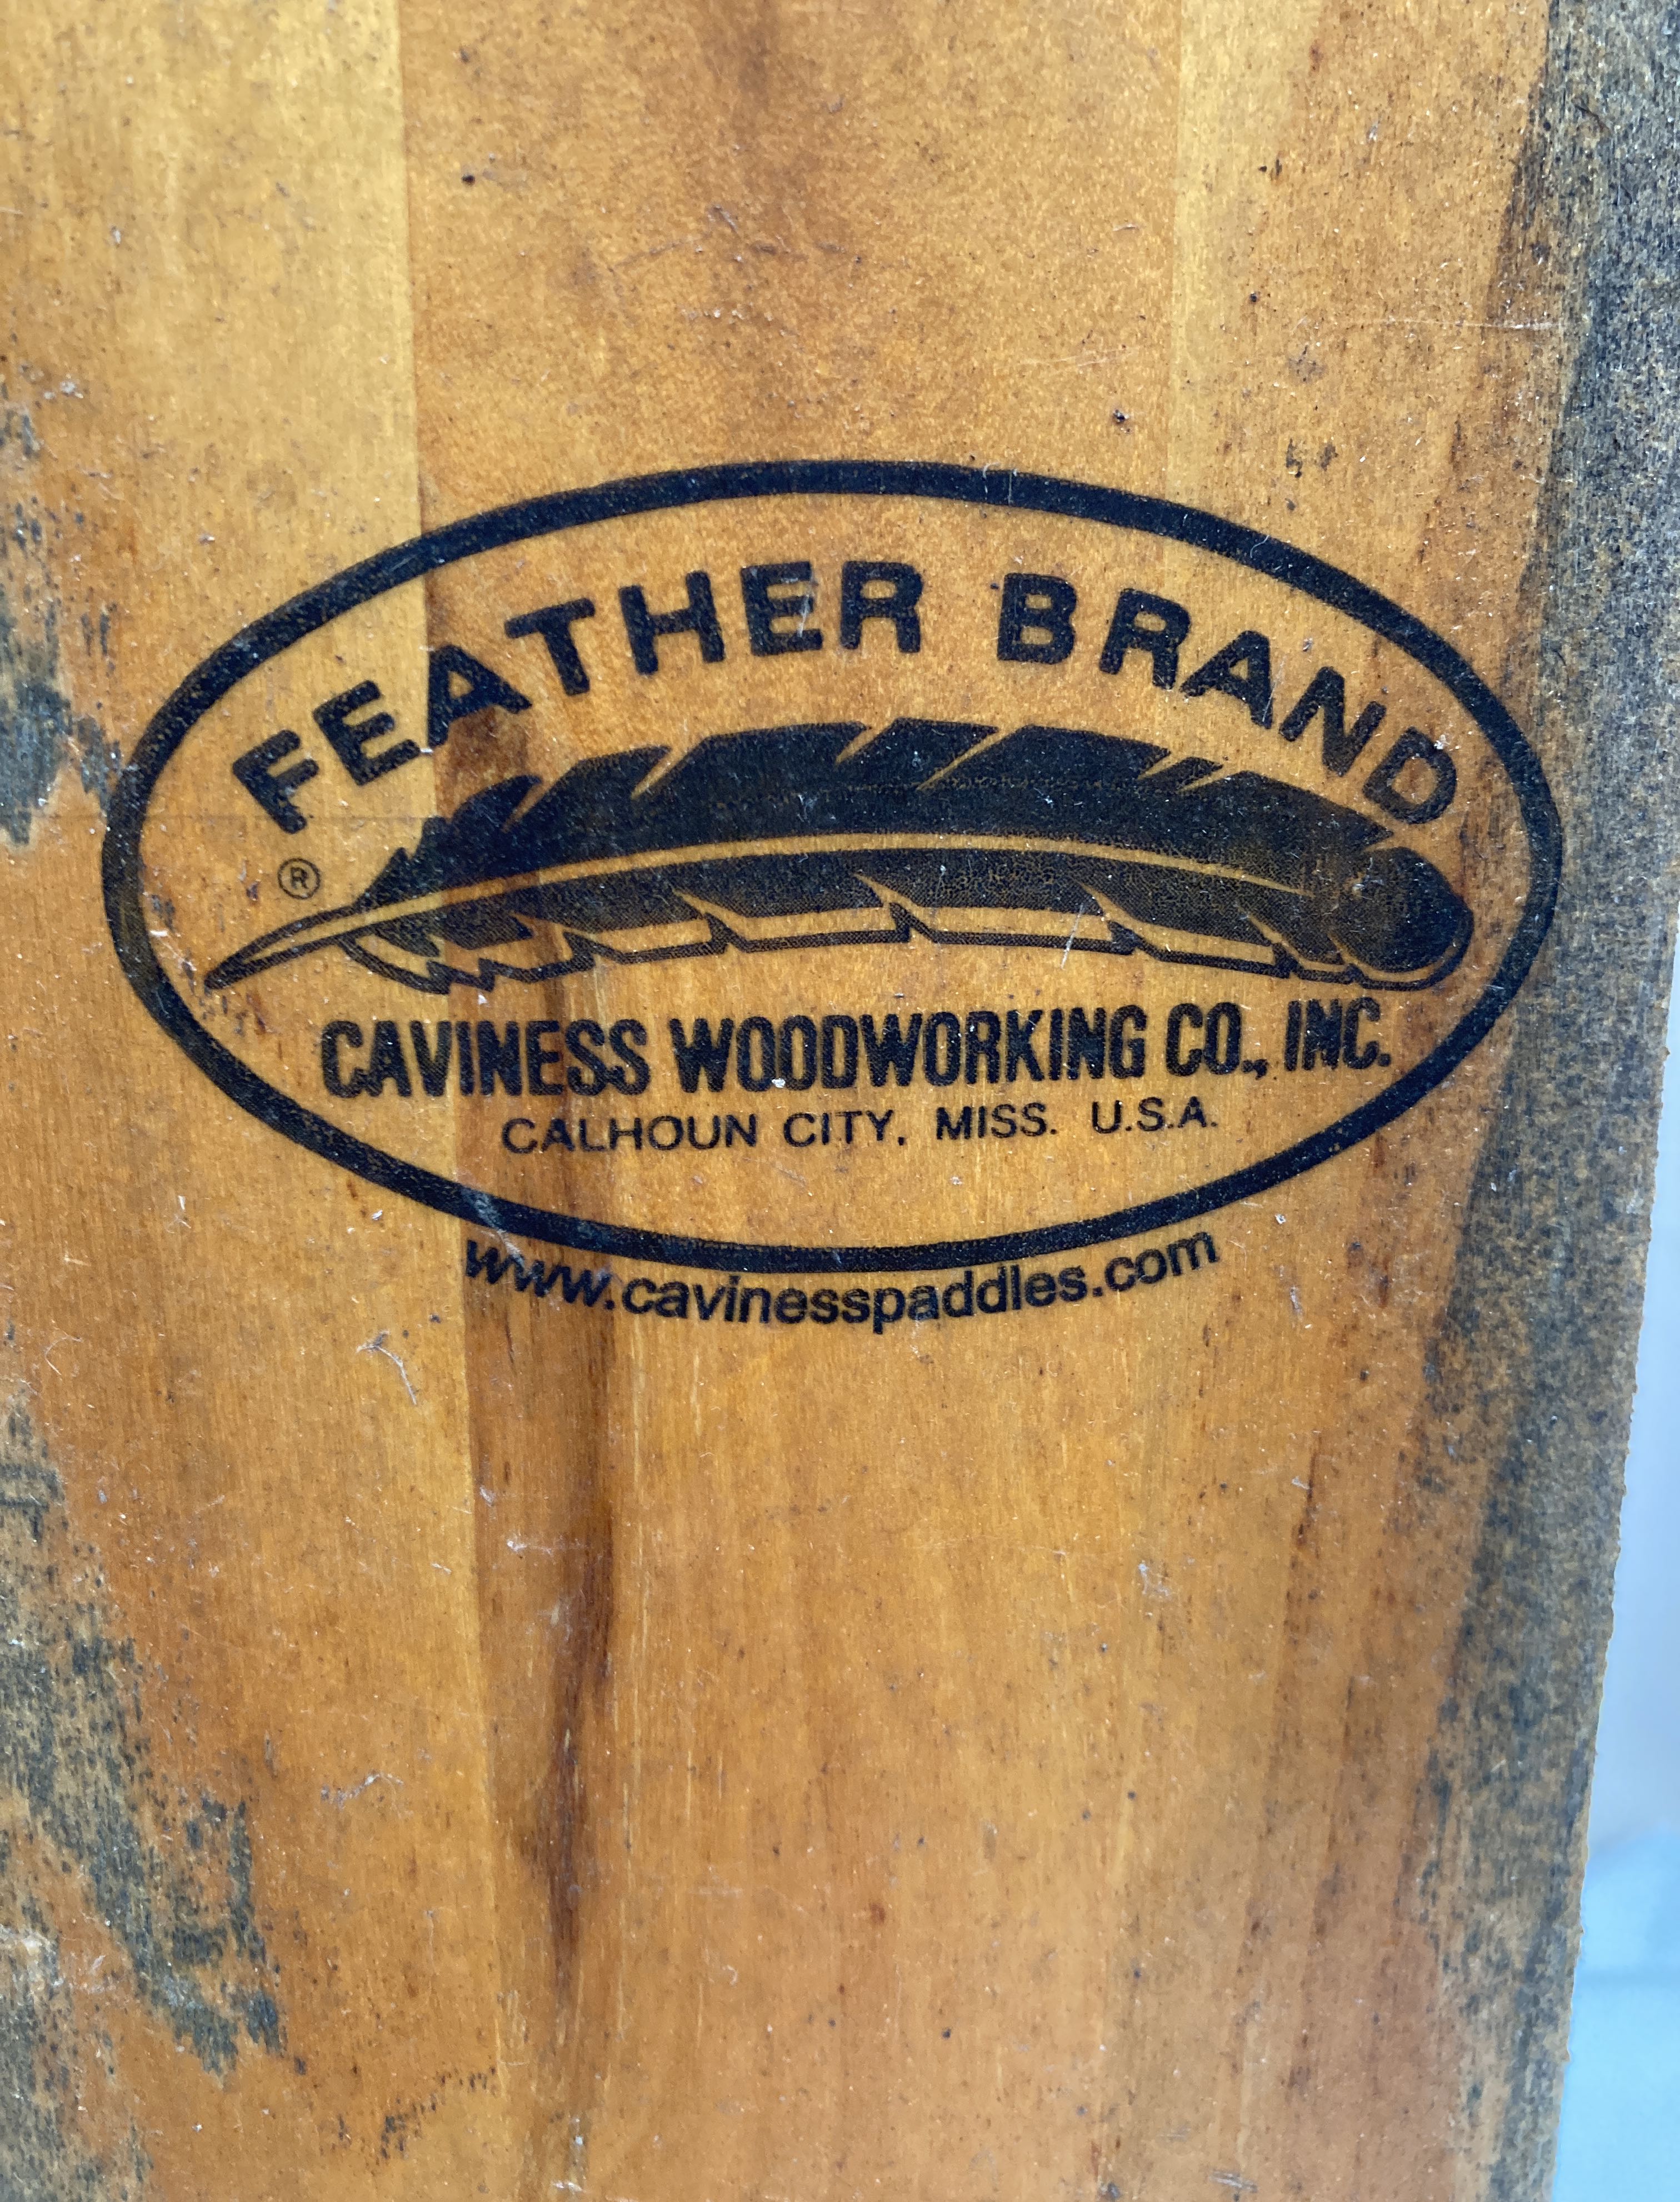 FEATHER BRAND
®
CAVINESS WOODWORKING CO., INC.
CALHOUN CITY, MISS. U.S.A.
www.cavinesspaddles.com